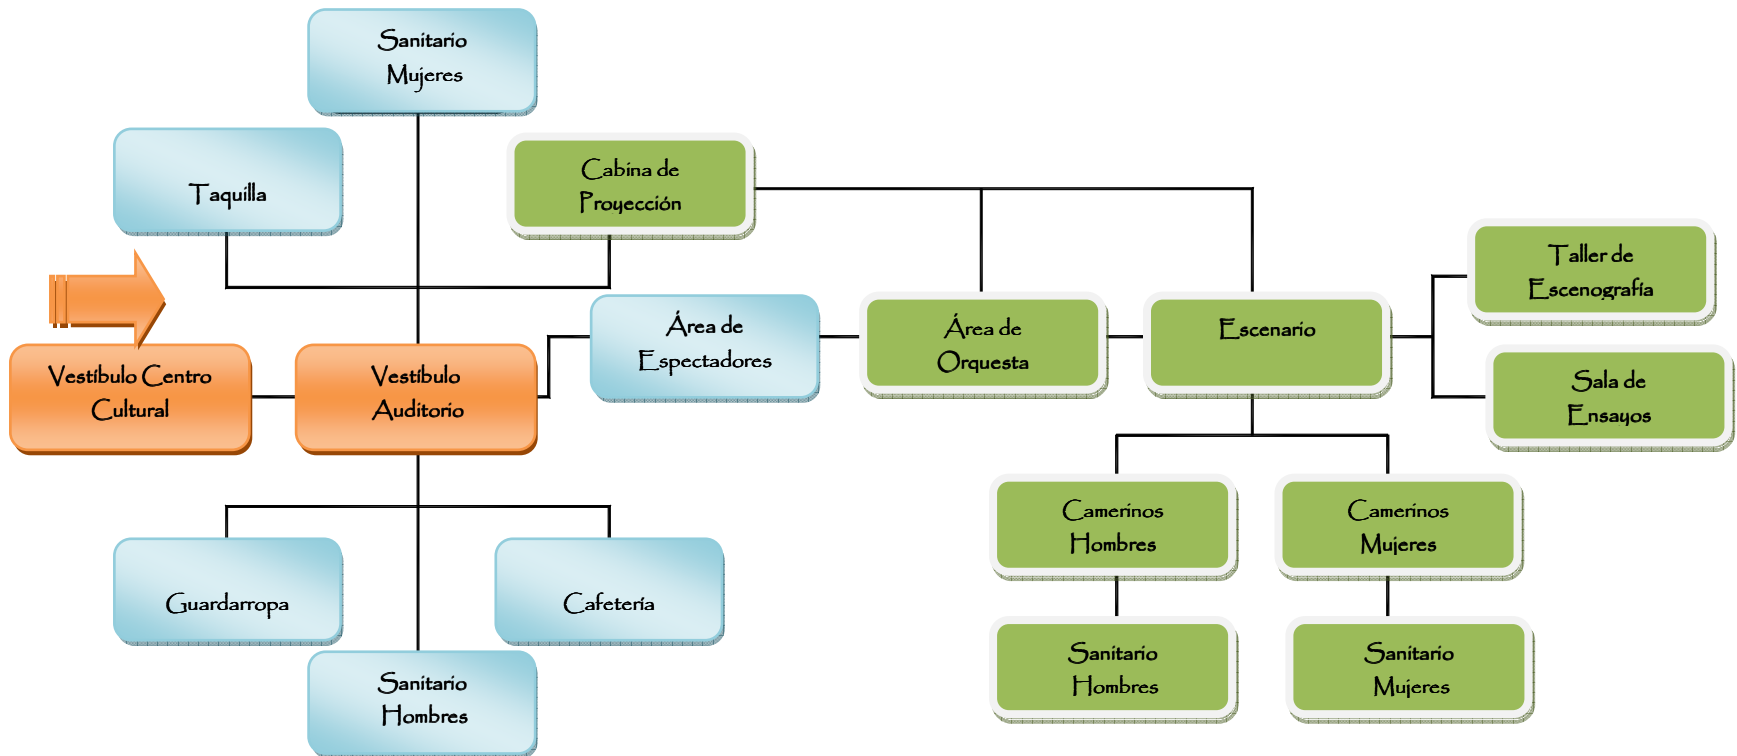 Sanitario
Mujeres
Taquilla
Cabina de
Proyección
Taller de
Escenografía
Vestíbulo Centro
Cultural
Vestíbulo
Auditorio
Área de
Espectadores
Área de
Orquesta
Escenario
Sala de
Ensayos
Camerinos
Hombres
Camerinos
Mujeres
Guardarropa
Cafetería
Sanitario
Hombres
Sanitario
Hombres
Sanitario
Mujeres